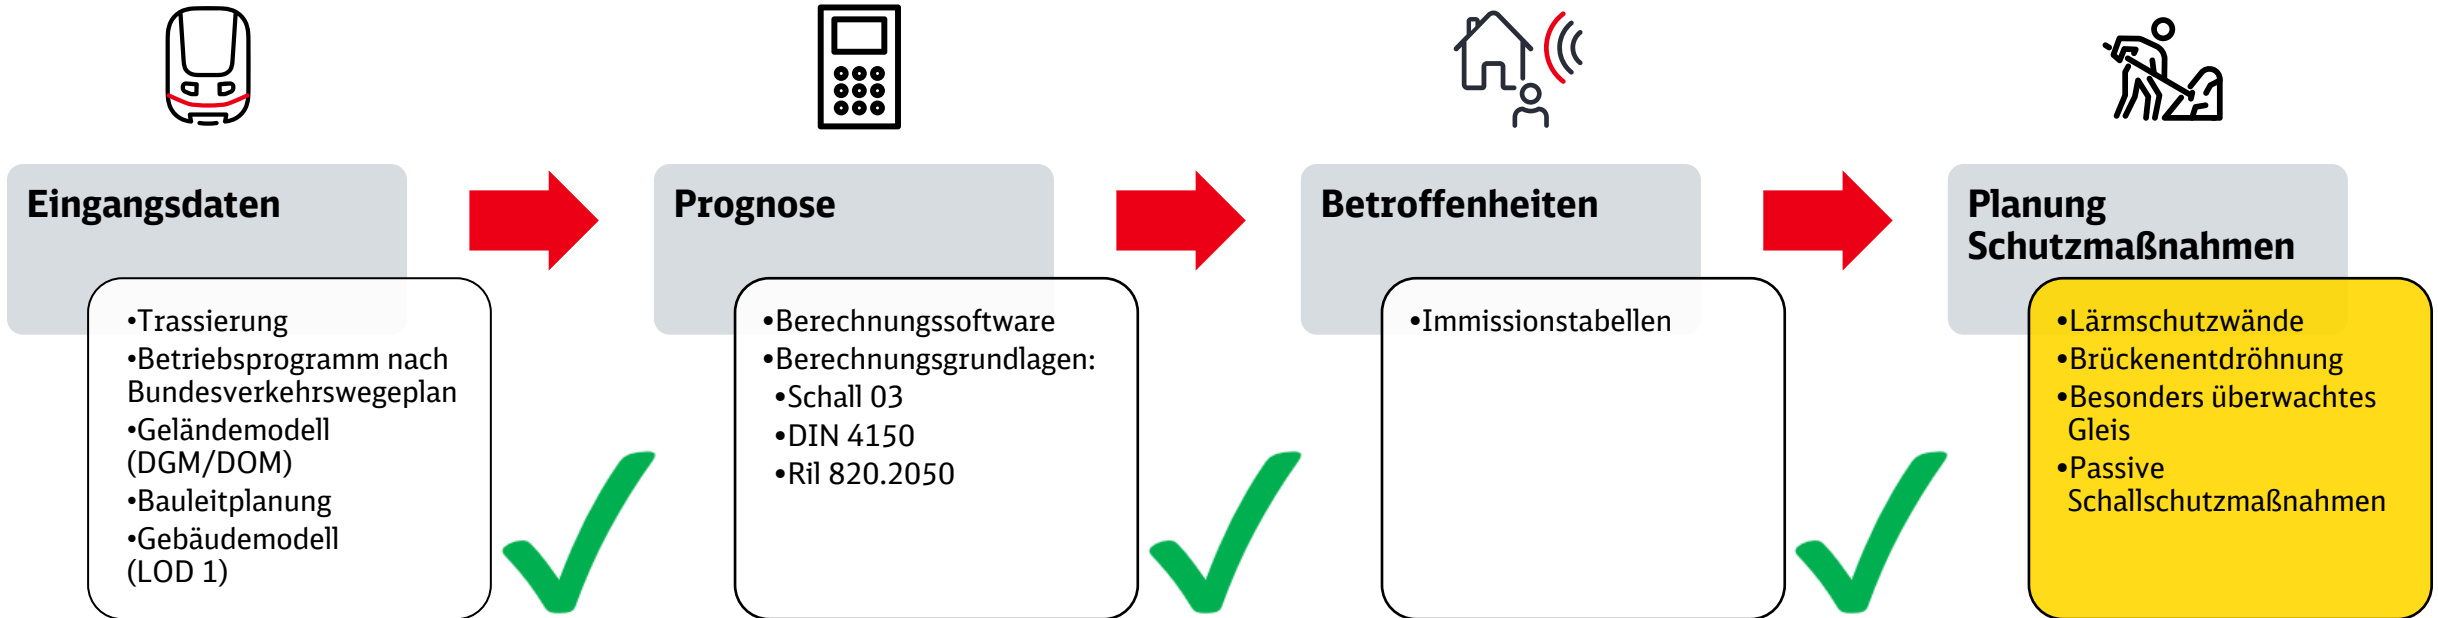 Eingangsdaten
•Trassierung
•Betriebsprogramm nach
Bundesverkehrswegeplan
•Geländemodell
(DGM/DOM)
•Bauleitplanung
•Gebäudemodell
(LOD 1)
Prognose
•Berechnungssoftware
•Berechnungsgrundlagen:
•Schall 03
•DIN 4150
•Ril 820.2050
Betroffenheiten
•Immissionstabellen
Planung
Schutzmaßnahmen
•Lärmschutzwände
•Brückenentdröhnung
•Besonders überwachtes
Gleis
•Passive
Schallschutzmaßnahmen